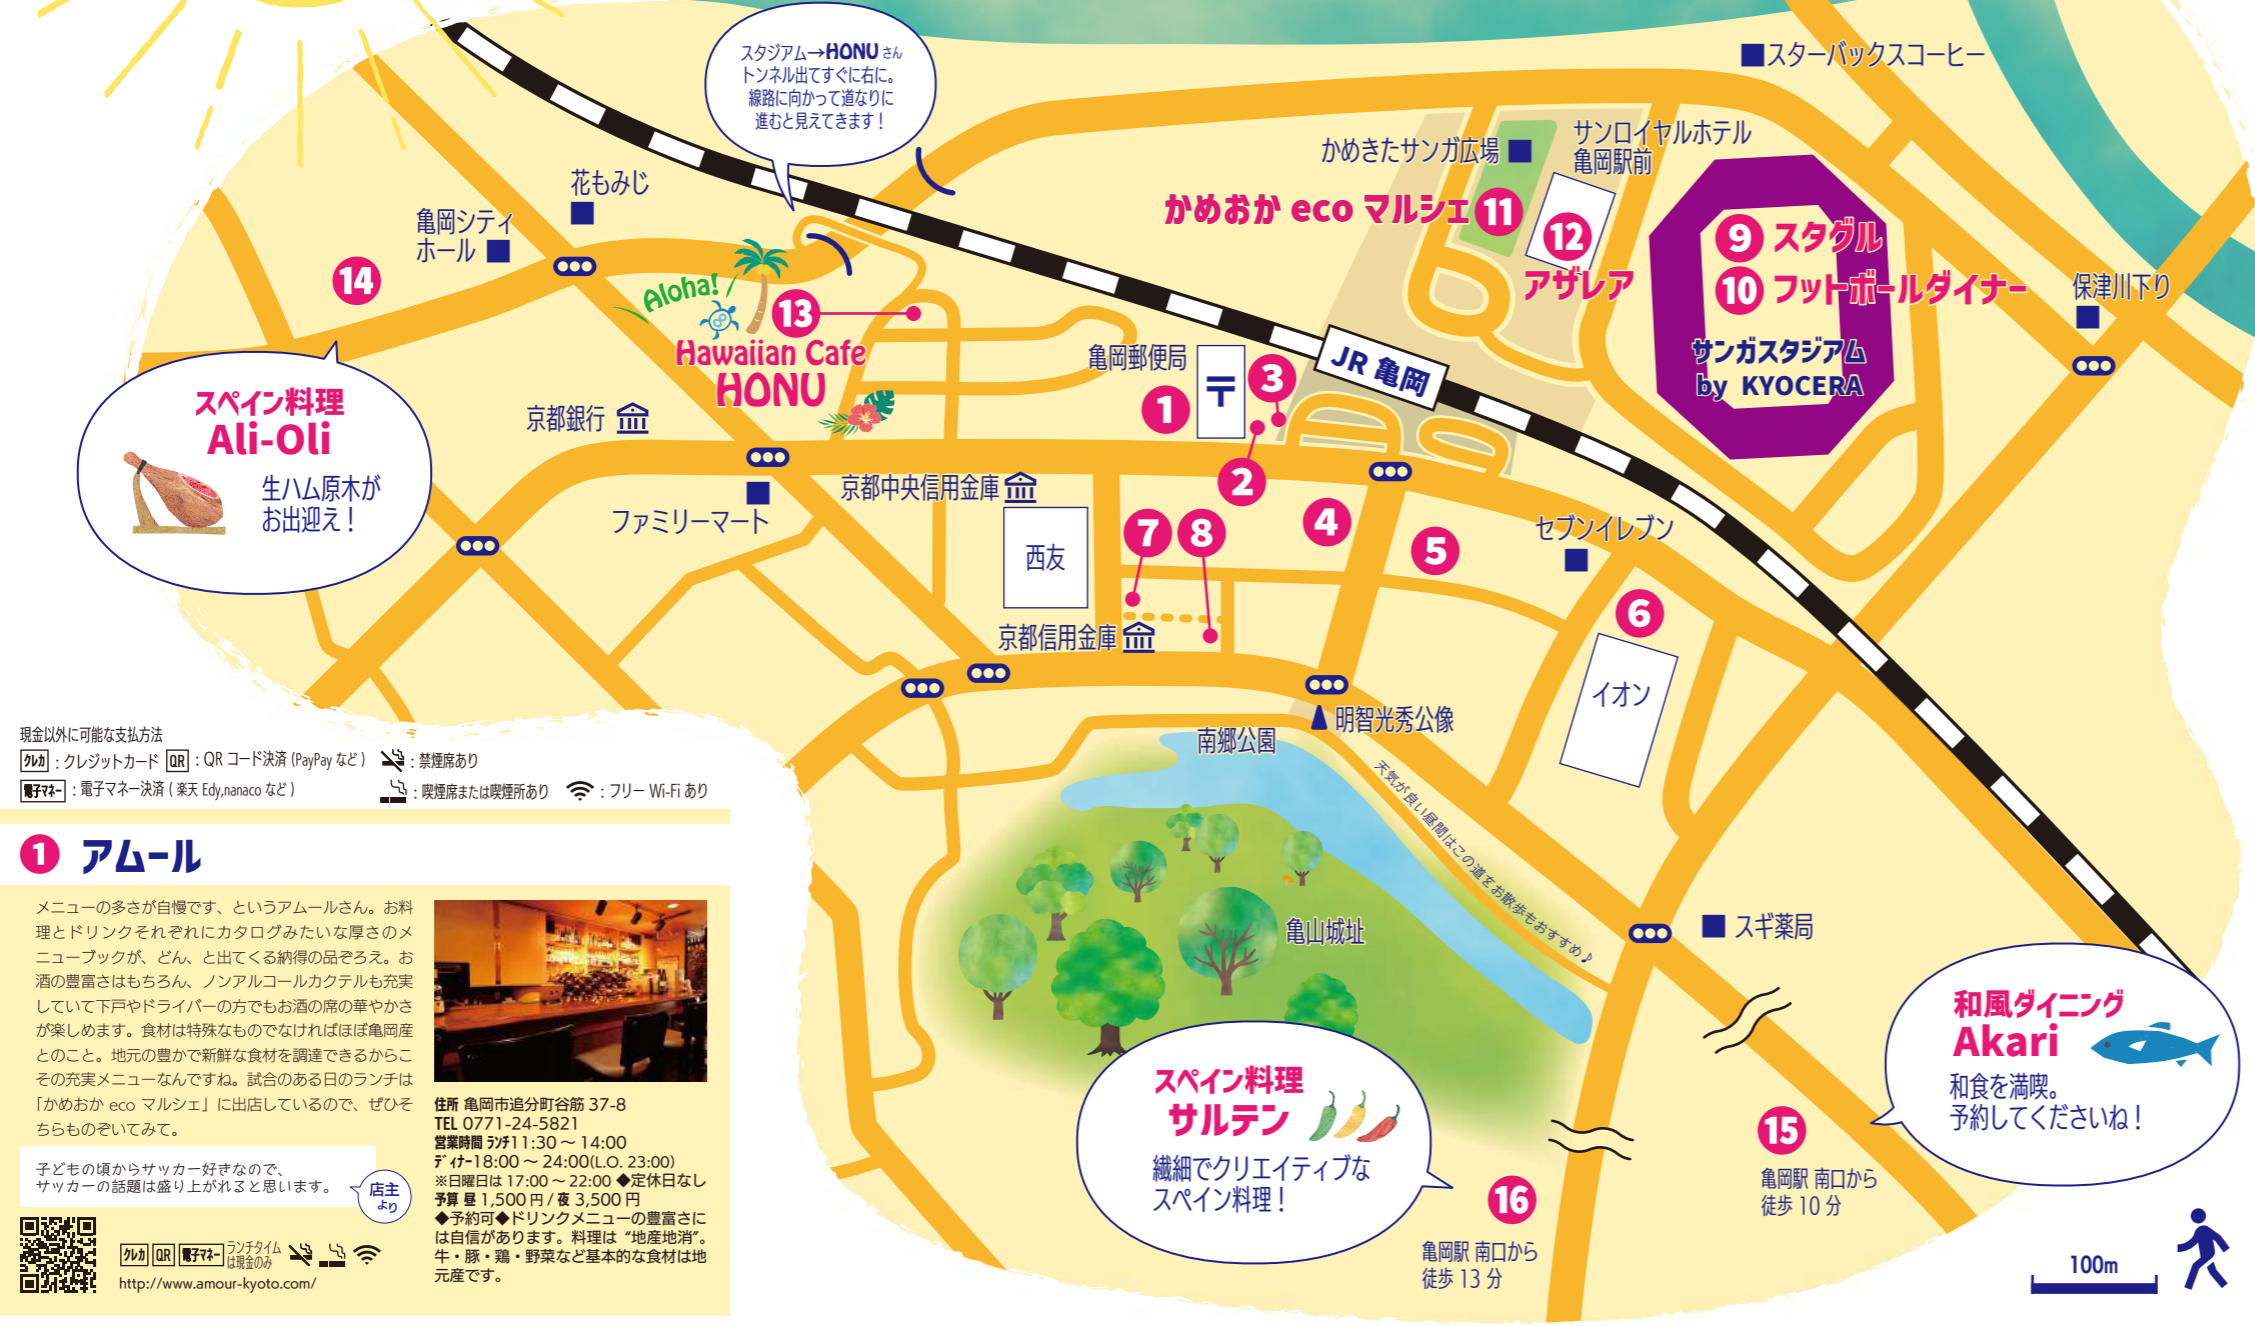 スタジアム→HONUさん
トンネル出てすぐに右に。
線路に向かって道なりに
進むと見えてきます！
スターバックスコーヒー
かめきたサンガ広場
サンロイヤルホテル
亀岡駅前
かめおか eco マルシェ 11
12
アザレア
9 スタグル
10 フットボールダイナー
サンガスタジアム
by KYOCERA
保津川下り
花もみじ
亀岡シティ
ホール
14
Aloha!
13
Hawaiian Cafe
HONU
亀岡郵便局
〒
1
3
2
JR 亀岡
スペイン料理
Ali-Oli
生ハム原木が
お出迎え！
京都銀行
ファミリーマート
京都中央信用金庫
西友
7
8
4
5
セブンイレブン
6
イオン
京都信用金庫
明智光秀公像
南郷公園
天気が良い昼間はこの道をお散歩もおすすめ♪
亀山城址
スギ薬局
和風ダイニング
Akari
和食を満喫。
予約してくださいね！
15
亀岡駅 南口から
徒歩 10 分
スペイン料理
サルテン
繊細でクリエイティブな
スペイン料理！
16
亀岡駅 南口から
徒歩 13 分
100m
現金以外に可能な支払方法
クレカ : クレジットカード QR : QR コード決済 (PayPay など ) : 禁煙席あり
電子マネー : 電子マネー決済 ( 楽天 Edy,nanaco など ) : 喫煙席または喫煙所あり : フリー Wi-Fi あり
1 アムール
メニューの多さが自慢です、というアムールさん。お料
理とドリンクそれぞれにカタログみたいな厚さのメ
ニューブックが、どん、と出てくる納得の品ぞろえ。お
酒の豊富さはもちろん、ノンアルコールカクテルも充実
していて下戸やドライバーの方でもお酒の席の華やかさ
が楽しめます。食材は特殊なものでなければほぼ亀岡産
とのこと。地元の豊かで新鮮な食材を調達できるからこ
その充実メニューなんですね。試合のある日のランチは
「かめおか eco マルシェ」に出店しているので、ぜひそ
ちらものぞいてみて。
子どもの頃からサッカー好きなので、
サッカーの話題は盛り上がれると思います。
店主
より
クレカ QR 電子マネー ランチタイム
は現金のみ
http://www.amour-kyoto.com/
住所 亀岡市追分町谷筋 37-8
TEL 0771-24-5821
営業時間 ランチ11:30 〜 14:00
ディナー18:00 〜 24:00(L.O. 23:00)
※日曜日は 17:00 〜 22:00 ◆定休日なし
予算 昼 1,500 円 / 夜 3,500 円
◆予約可◆ドリンクメニューの豊富さに
は自信があります。料理は “地産地消”。
牛・豚・鶏・野菜など基本的な食材は地
元産です。